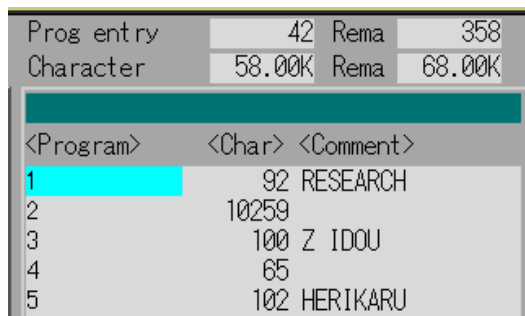 Prog entry 42 Rema 358
Character 58.00K Rema 68.00K
<Program> <Char> <Comment>
1 92 RESEARCH
2 10259
3 100 Z IDOU
4 65
5 102 HERIKARU